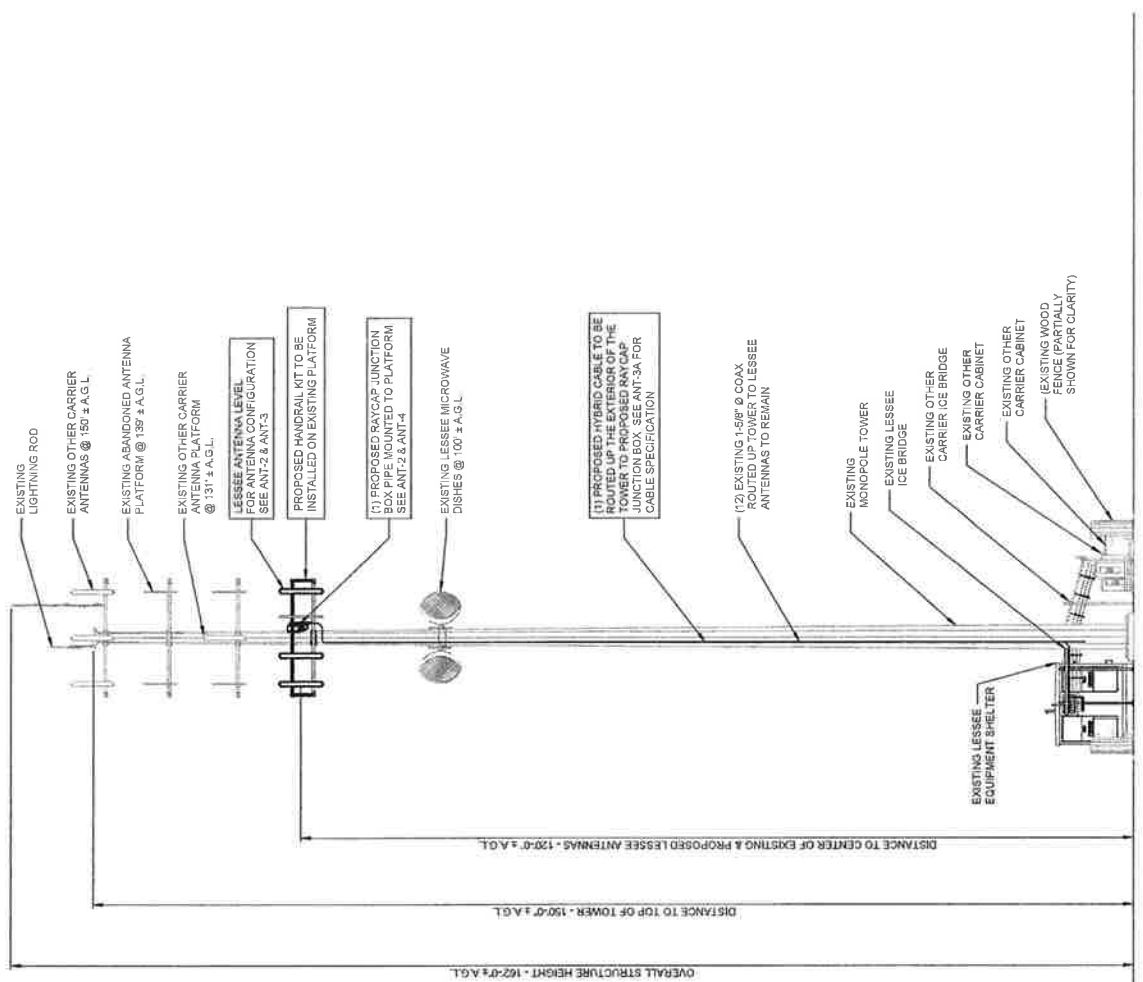 EXISTING
LIGHTNING ROD
EXISTING OTHER CARRIER
ANTENNAS @ 150' ± A.G.L.
EXISTING ABANDONED ANTENNA
PLATFORM @ 139' ± A.G.L.
EXISTING OTHER CARRIER
ANTENNA PLATFORM
@ 131' ± A.G.L.
LESSEE ANTENNA LEVEL
FOR ANTENNA CONFIGURATION
SEE ANT-2 & ANT-3
PROPOSED HANDRAIL KIT TO BE
INSTALLED ON EXISTING PLATFORM
(1) PROPOSED RAYCAP JUNCTION
BOX PIPE MOUNTED TO PLATFORM
SEE ANT-2 & ANT-4
EXISTING LESSEE MICROWAVE
DISHES @ 100' ± A.G.L.
(1) PROPOSED HYBRID CABLE TO BE
ROUTED UP THE EXTERIOR OF THE
TOWER TO PROPOSED RAYCAP
JUNCTION BOX. SEE ANT-3A FOR
CABLE SPECIFICATION
(12) EXISTING 1-5/8" Ø COAX
ROUTED UP TOWER TO LESSEE
ANTENNAS TO REMAIN
EXISTING
MONOPOLE TOWER
EXISTING LESSEE
ICE BRIDGE
EXISTING OTHER
CARRIER ICE BRIDGE
EXISTING OTHER
CARRIER CABINET
EXISTING OTHER
CARRIER CABINET
(EXISTING WOOD
FENCE (PARTIALLY
SHOWN FOR CLARITY)
EXISTING LESSEE
EQUIPMENT SHELTER
DISTANCE TO CENTER OF EXISTING & PROPOSED LESSEE ANTENNAS - 120'-0" ± A.G.L.
DISTANCE TO TOP OF TOWER - 150'-0" ± A.G.L.
OVERALL STRUCTURE HEIGHT - 162'-0" ± A.G.L.